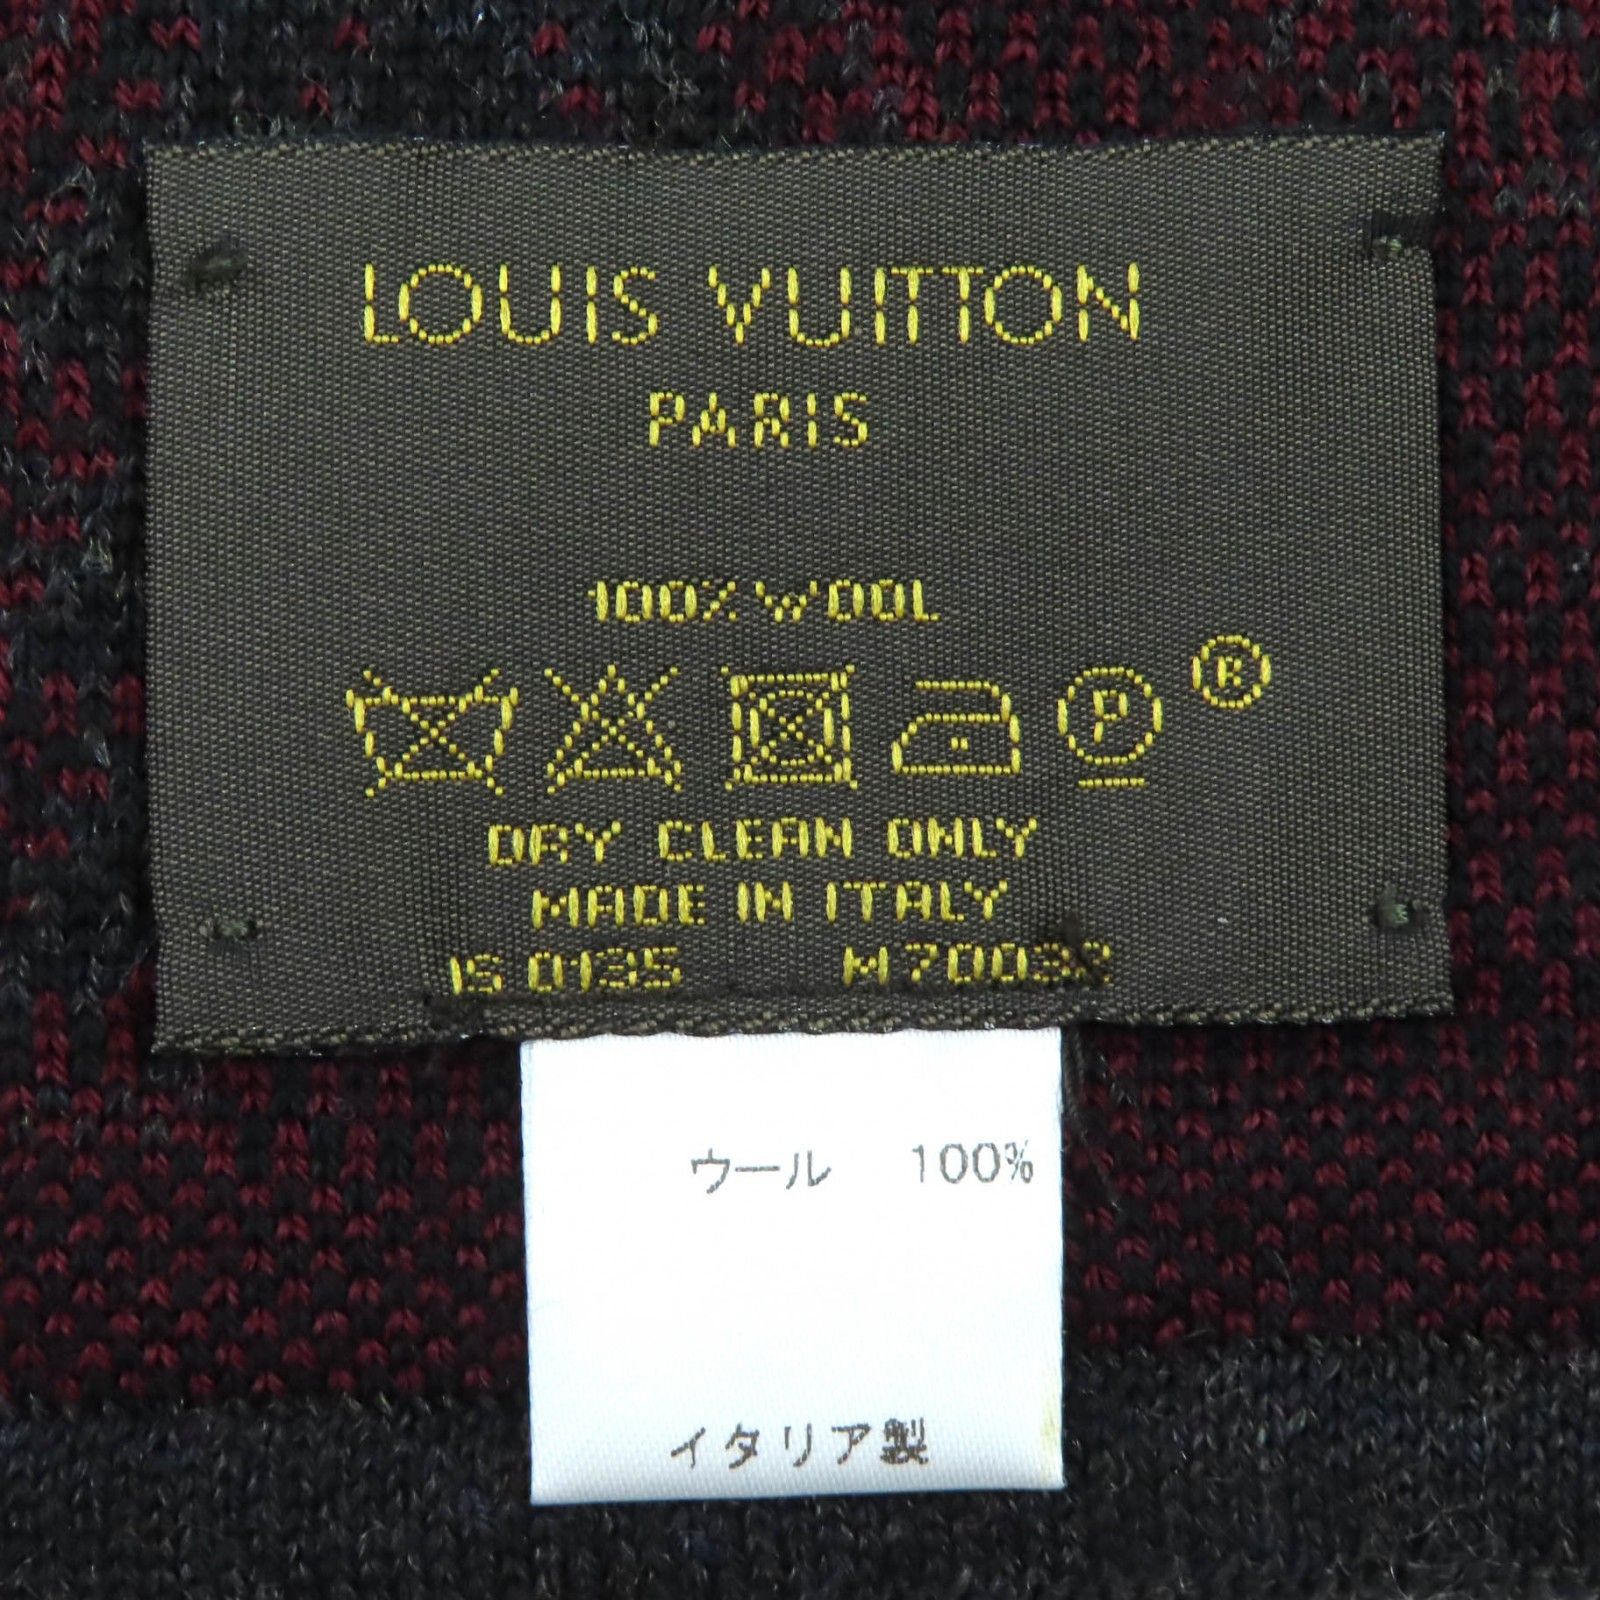 LOUIS VUITTON
PARIS
100% WOOL
P ®
DRY CLEAN ONLY
MADE IN ITALY
IS 0135 M70032
ウール 100%
イタリア製